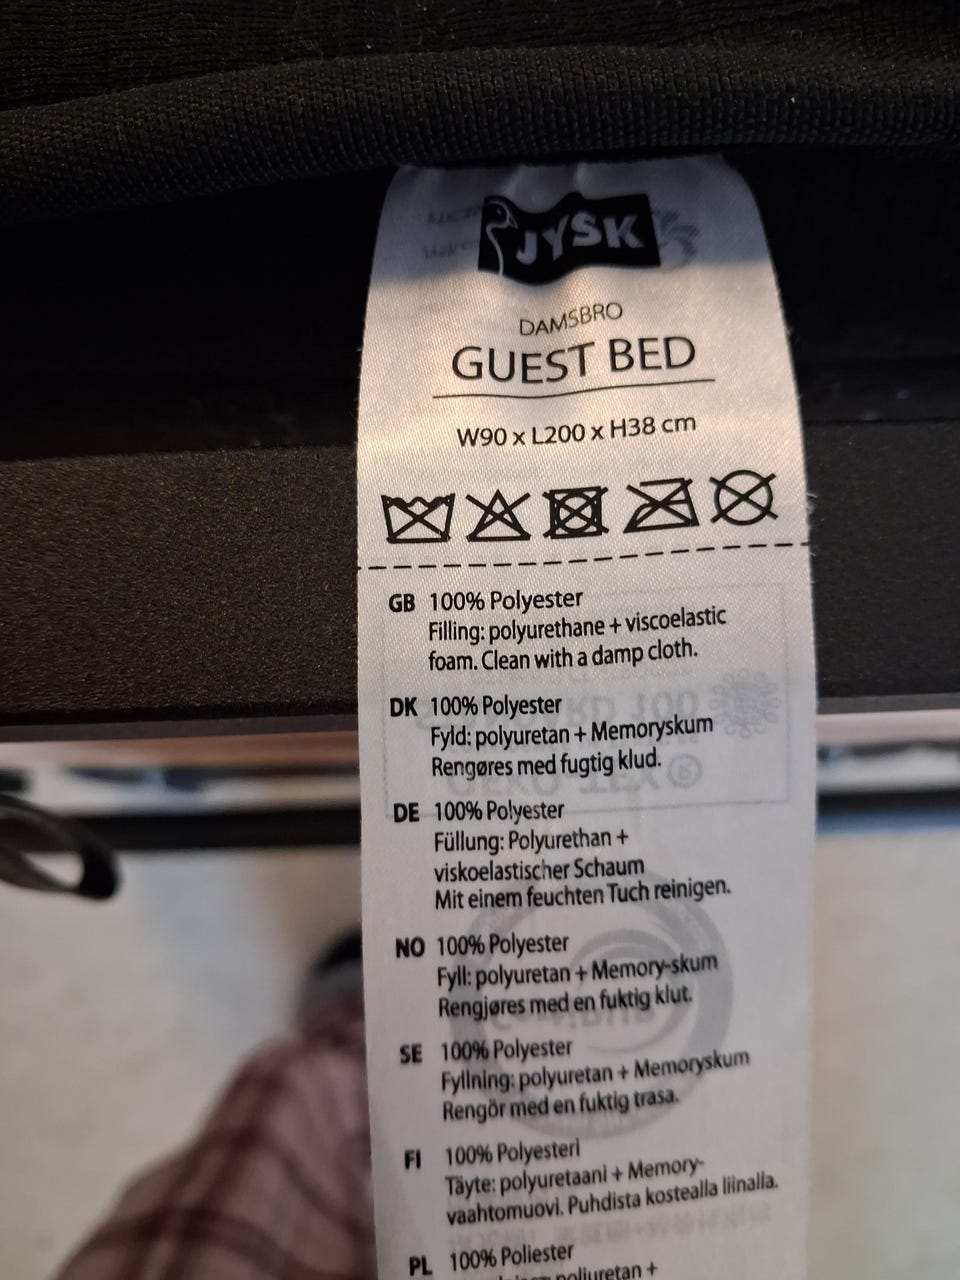 JYSK
DAMSBRO
GUEST BED
W90 x L200 x H38 cm
GB 100% Polyester
Filling: polyurethane + viscoelastic
foam. Clean with a damp cloth.
DK 100% Polyester
Fyld: polyuretan + Memoryskum
Rengøres med fugtig klud.
DE 100% Polyester
Füllung: Polyurethan +
viskoelastischer Schaum
Mit einem feuchten Tuch reinigen.
NO 100% Polyester
Fyll: polyuretan + Memory-skum
Rengjøres med en fuktig klut.
SE 100% Polyester
Fyllning: polyuretan + Memoryskum
Rengör med en fuktig trasa.
FI 100% Polyesteri
Täyte: polyuretaani + Memory-
vaahtomuovi. Puhdista kostealla liinalla.
PL 100% Poliester
poliuretan +